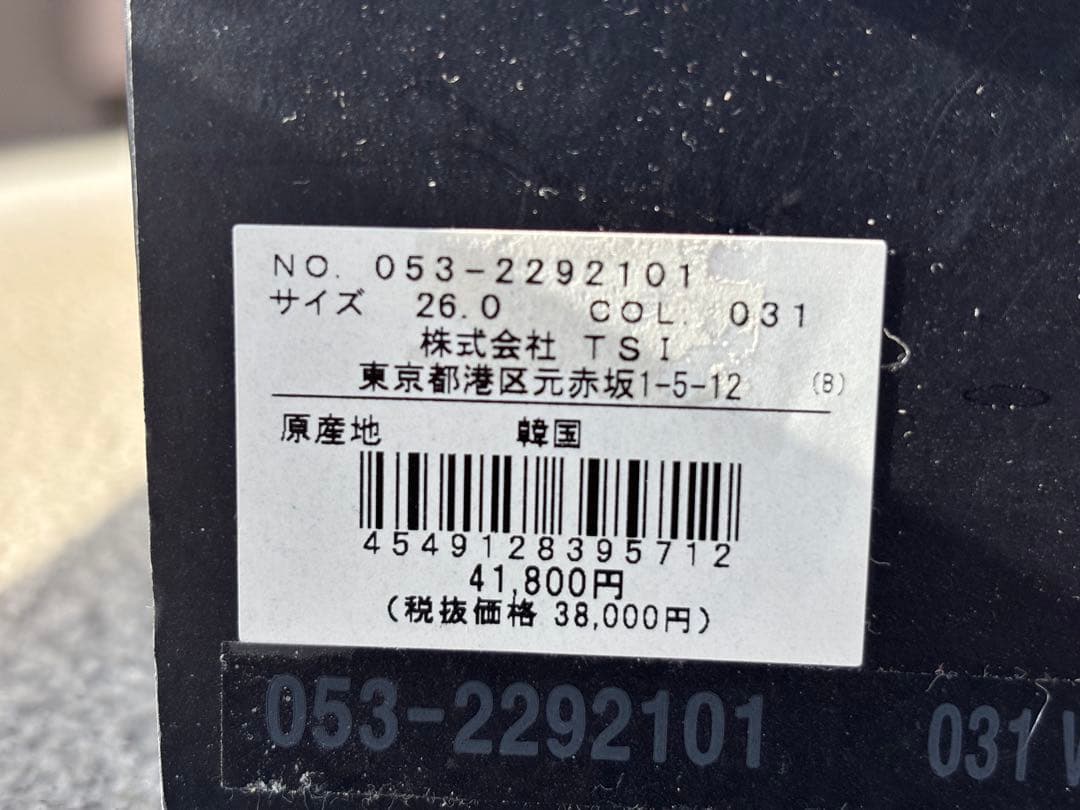 NO. 053-2292101
サイズ 26.0 COL. 031
株式会社 TSI
東京都港区元赤坂1-5-12 (B)
原産地 韓国
4549128395712
41,800円
(税抜価格 38,000円)
053-2292101 031